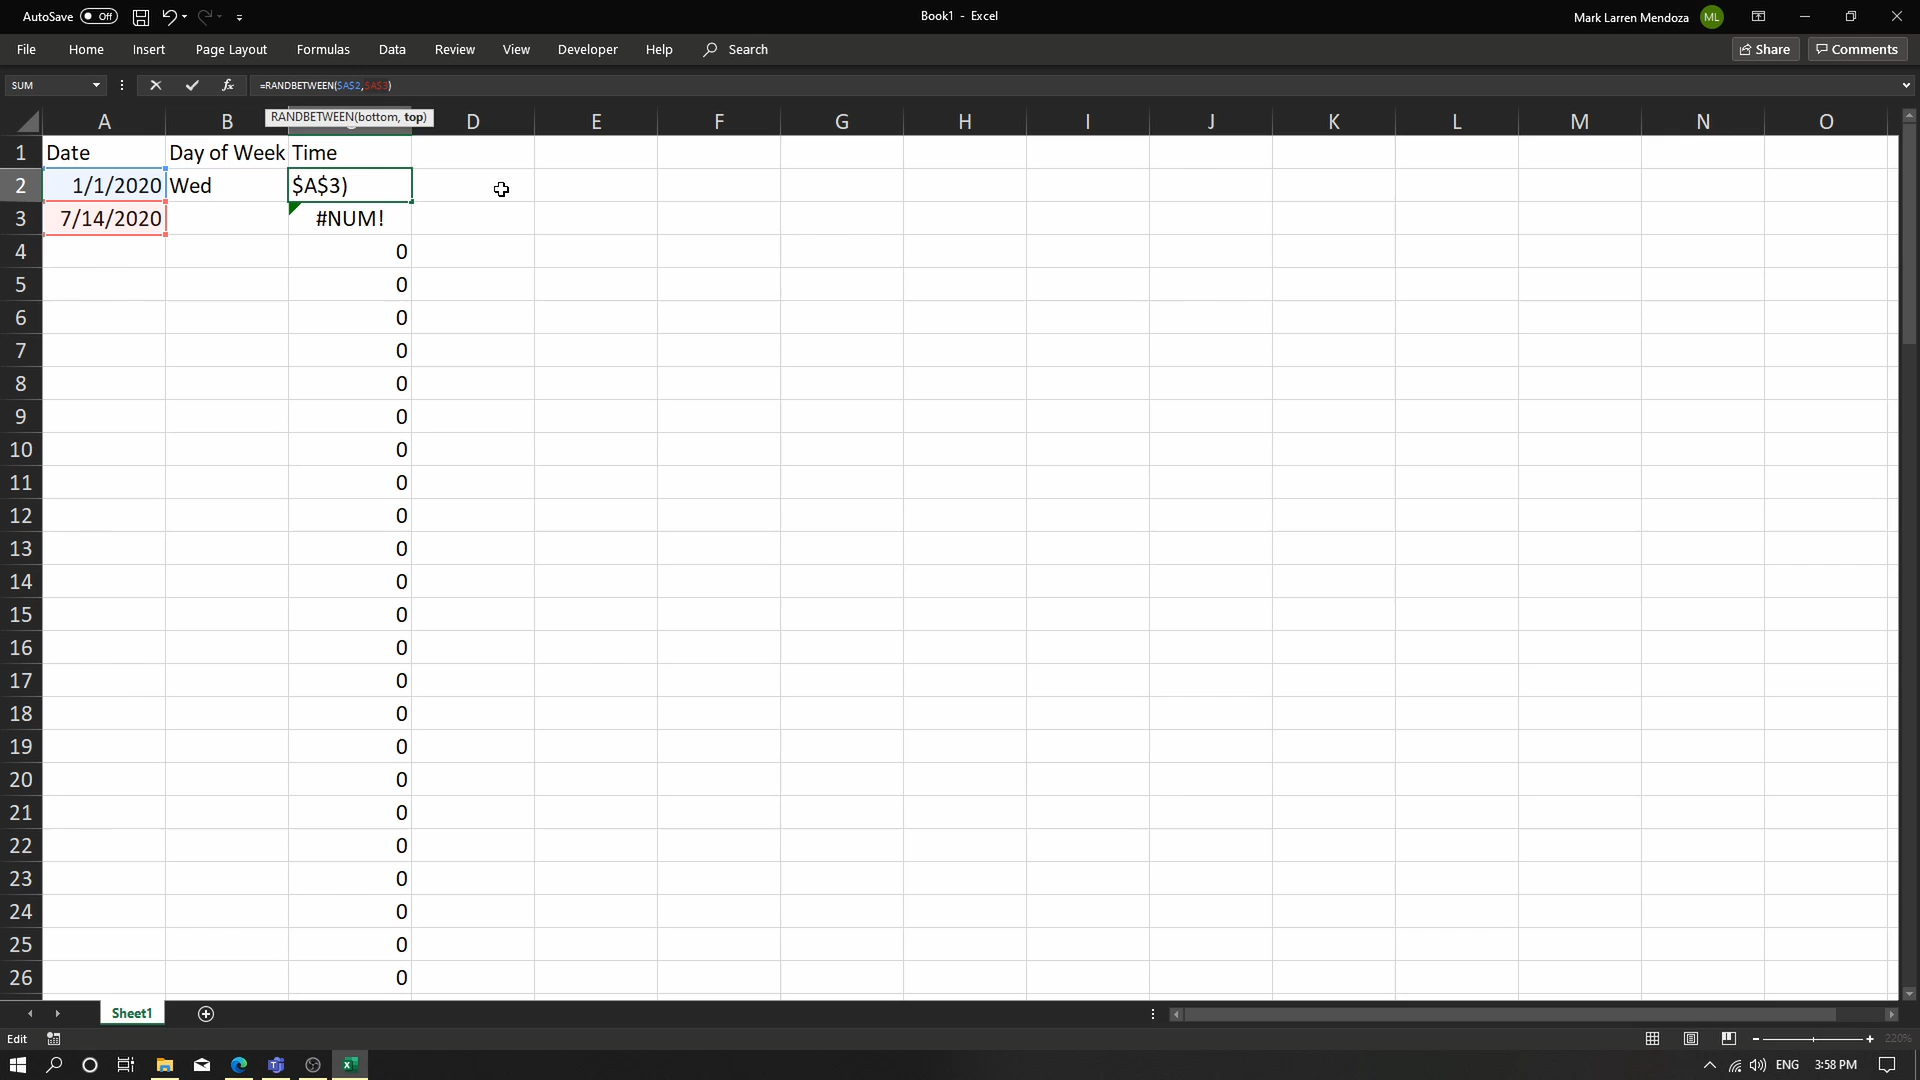 AutoSave Off Book1 - Excel Mark Larren Mendoza ML
File Home Insert Page Layout Formulas Data Review View Developer Help Search Share Comments
SUM fx =RANDBETWEEN($A$2,$A$3)
RANDBETWEEN(bottom, top)
A B C D E F G H I J K L M N O
1 Date Day of Week Time
2 1/1/2020 Wed $A$3)
3 7/14/2020 #NUM!
4 0
5 0
6 0
7 0
8 0
9 0
10 0
11 0
12 0
13 0
14 0
15 0
16 0
17 0
18 0
19 0
20 0
21 0
22 0
23 0
24 0
25 0
26 0
Sheet1
Edit 220%
ENG 3:58 PM